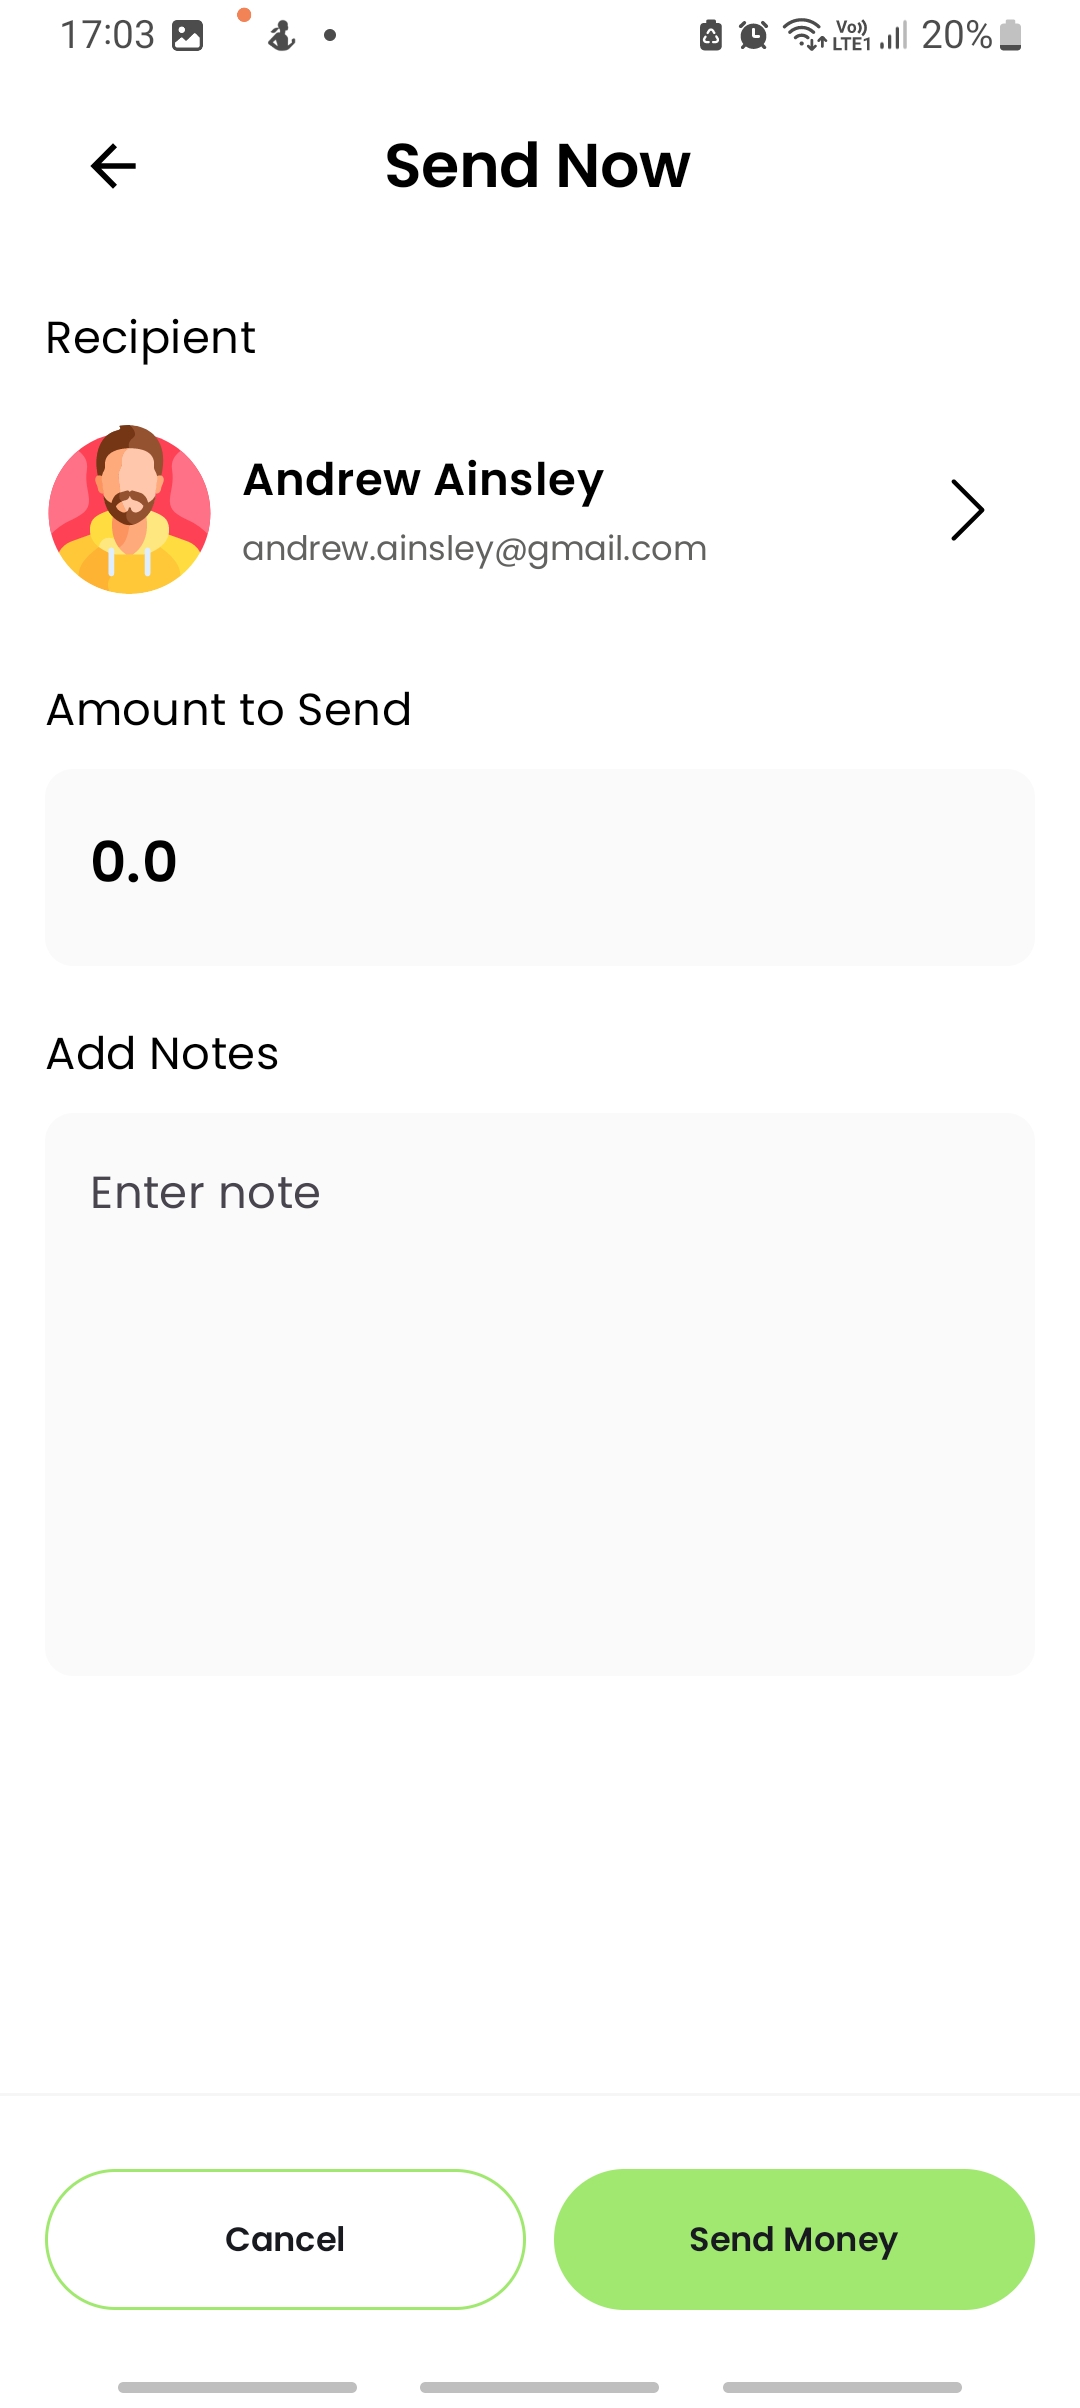 17:03 Vo)) LTE1 20%
Send Now
Recipient
Andrew Ainsley
andrew.ainsley@gmail.com
Amount to Send
0.0
Add Notes
Enter note
Cancel Send Money